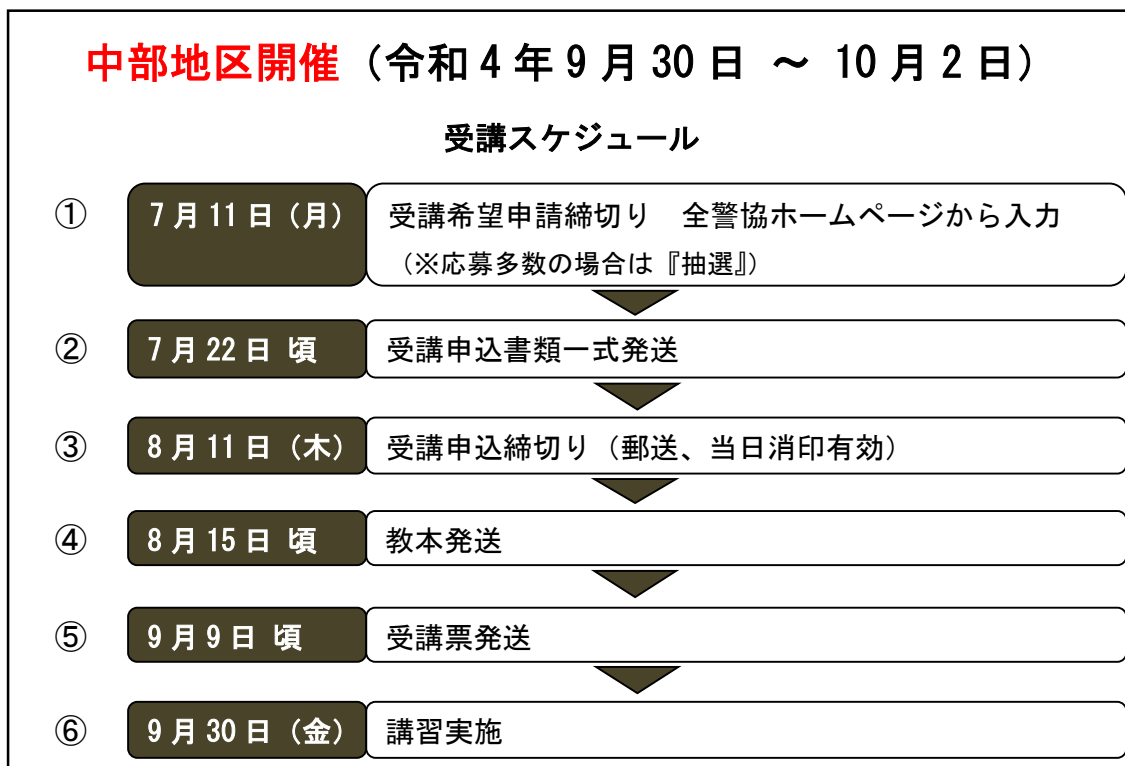 中部地区開催（令和４年９月30日 ～ 10月２日）
受講スケジュール
① 7月11日（月） 受講希望申請締切り　全警協ホームページから入力
（※応募多数の場合は『抽選』）
② 7月22日 頃 受講申込書類一式発送
③ 8月11日（木） 受講申込締切り（郵送、当日消印有効）
④ 8月15日 頃 教本発送
⑤ 9月9日 頃 受講票発送
⑥ 9月30日（金） 講習実施